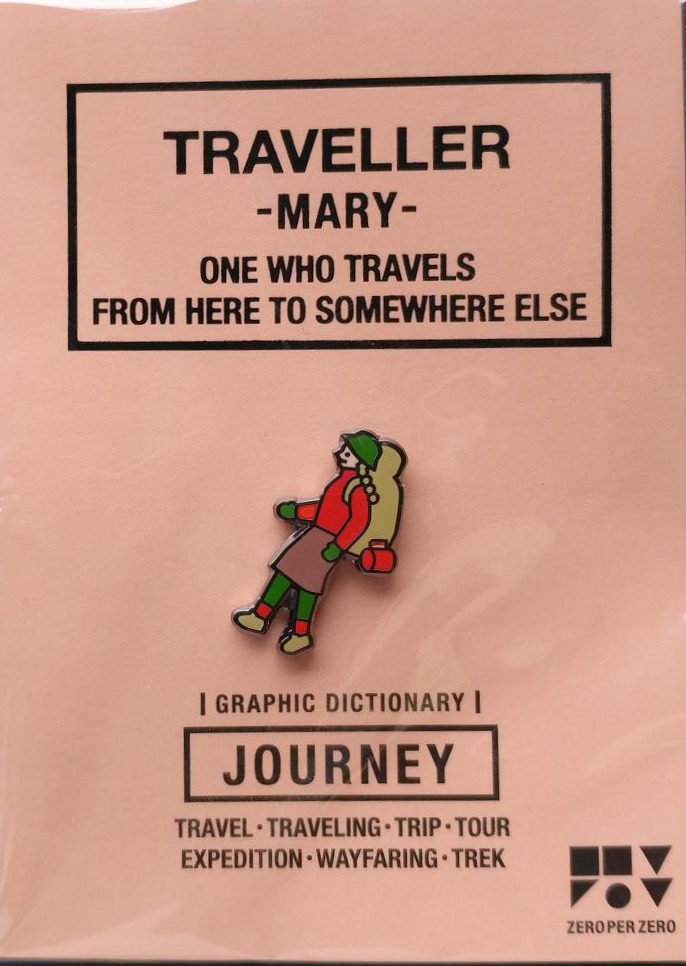 TRAVELLER
-MARY-
ONE WHO TRAVELS
FROM HERE TO SOMEWHERE ELSE
| GRAPHIC DICTIONARY |
JOURNEY
TRAVEL·TRAVELING·TRIP·TOUR
EXPEDITION·WAYFARING·TREK
ZERO PER ZERO